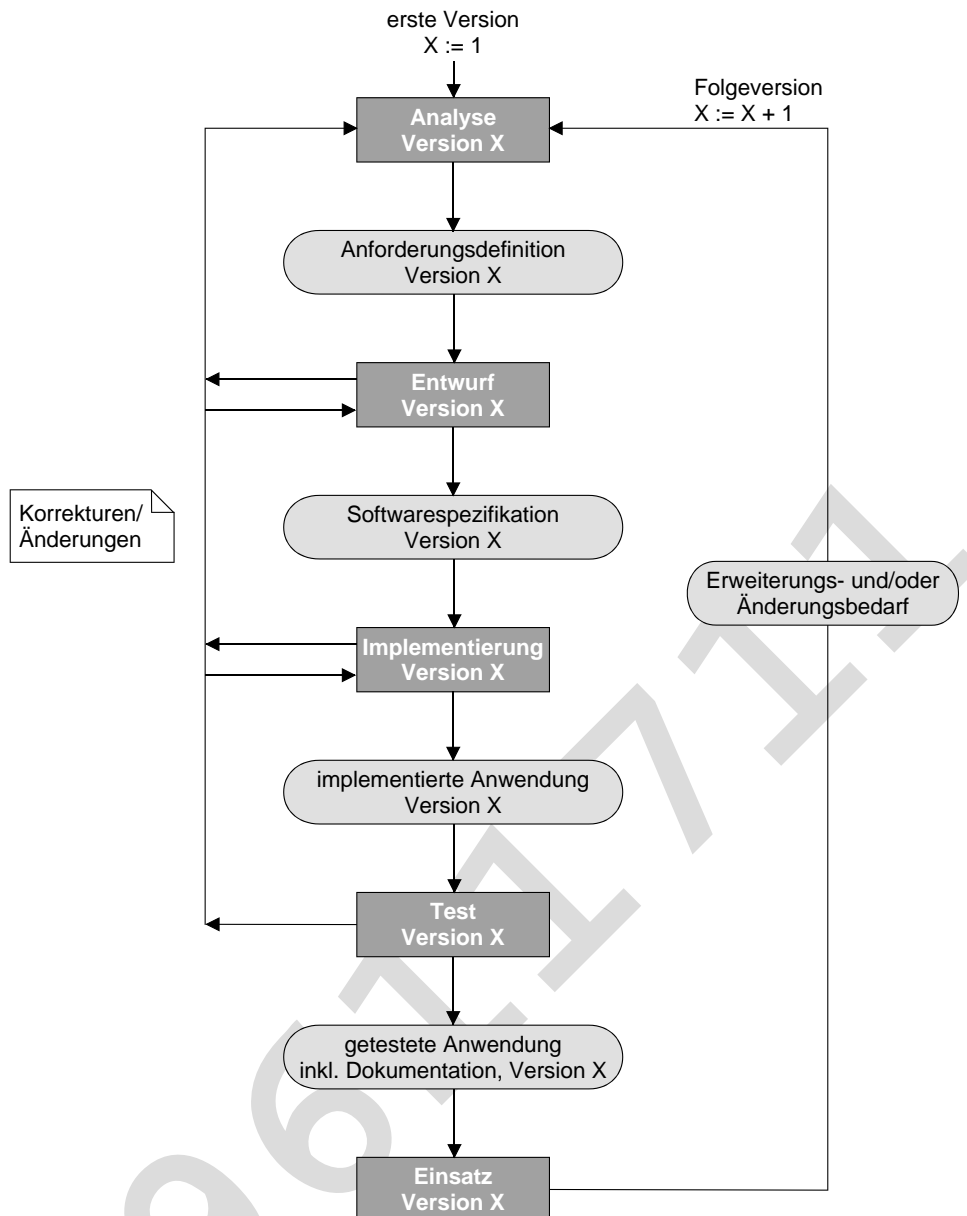 erste Version
X := 1
Folgeversion
X := X + 1
Analyse
Version X
Anforderungsdefinition
Version X
Entwurf
Version X
Korrekturen/
Änderungen
Softwarespezifikation
Version X
Erweiterungs- und/oder
Änderungsbedarf
Implementierung
Version X
implementierte Anwendung
Version X
Test
Version X
getestete Anwendung
inkl. Dokumentation, Version X
Einsatz
Version X